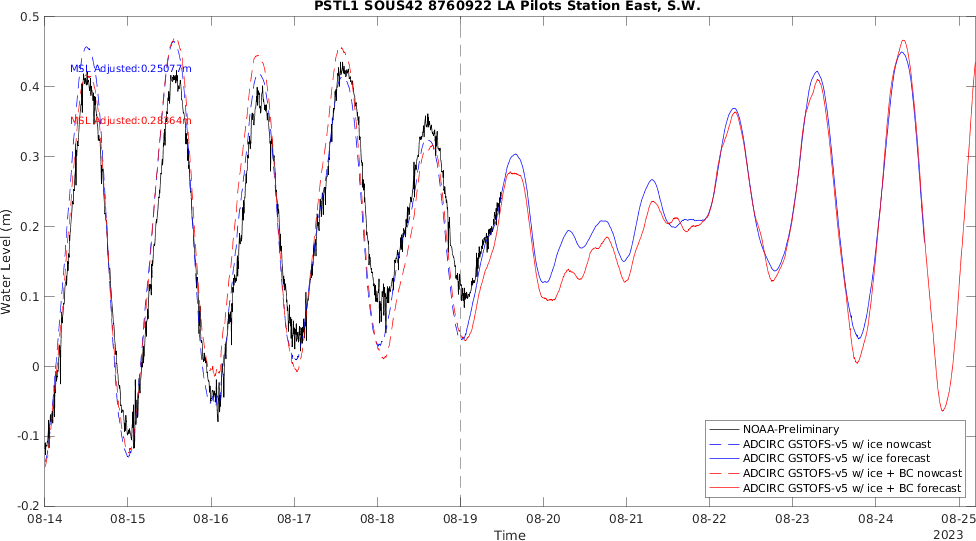 PSTL1 SOUS42 8760922 LA Pilots Station East, S.W.
0.5
0.4
0.3
0.2
0.1
0
-0.1
-0.2
Water Level (m)
MSL Adjusted:0.25077m
MSL Adjusted:0.28364m
NOAA-Preliminary
ADCIRC GSTOFS-v5 w/ ice nowcast
ADCIRC GSTOFS-v5 w/ ice forecast
ADCIRC GSTOFS-v5 w/ ice + BC nowcast
ADCIRC GSTOFS-v5 w/ ice + BC forecast
08-14 08-15 08-16 08-17 08-18 08-19 08-20 08-21 08-22 08-23 08-24 08-25
Time 2023